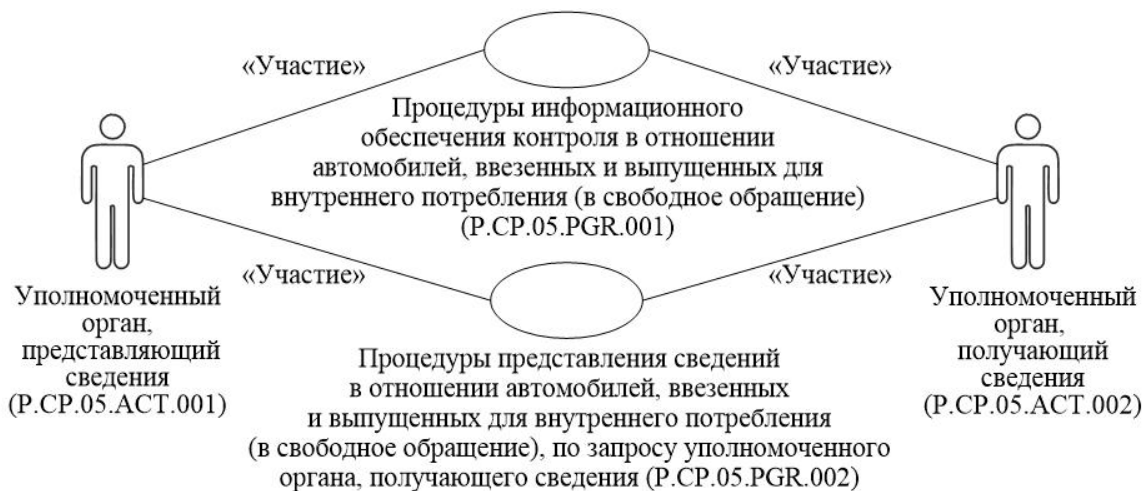 «Участие»
«Участие»
Процедуры информационного
обеспечения контроля в отношении
автомобилей, ввезенных и выпущенных для
внутреннего потребления (в свободное обращение)
(P.CP.05.PGR.001)
«Участие»
«Участие»
Уполномоченный
орган,
представляющий
сведения
(P.CP.05.ACT.001)
Уполномоченный
орган,
получающий
сведения
(P.CP.05.ACT.002)
Процедуры представления сведений
в отношении автомобилей, ввезенных
и выпущенных для внутреннего потребления
(в свободное обращение), по запросу уполномоченного
органа, получающего сведения (P.CP.05.PGR.002)